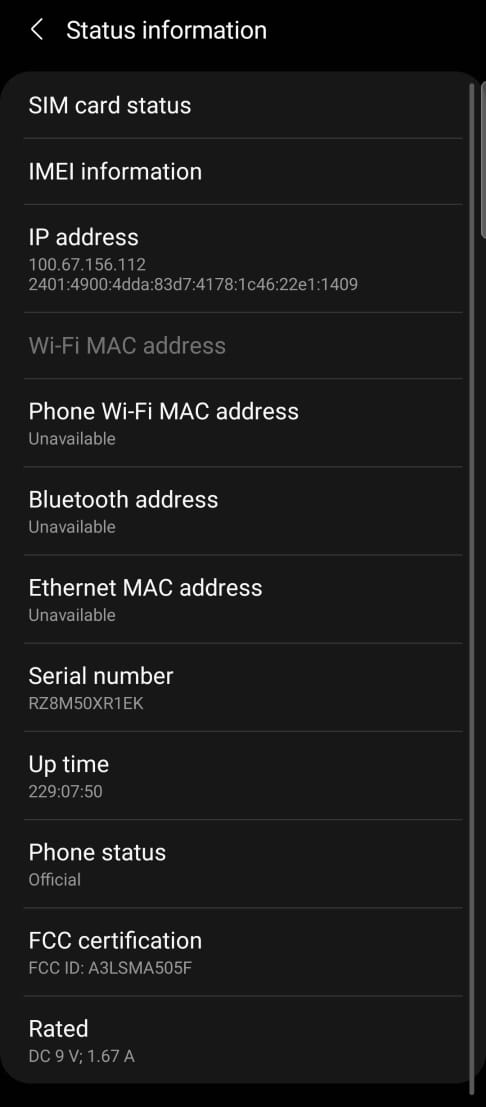 Status information
SIM card status
IMEI information
IP address
100.67.156.112
2401:4900:4dda:83d7:4178:1c46:22e1:1409
Wi-Fi MAC address
Phone Wi-Fi MAC address
Unavailable
Bluetooth address
Unavailable
Ethernet MAC address
Unavailable
Serial number
RZ8M50XR1EK
Up time
229:07:50
Phone status
Official
FCC certification
FCC ID: A3LSMA505F
Rated
DC 9 V; 1.67 A